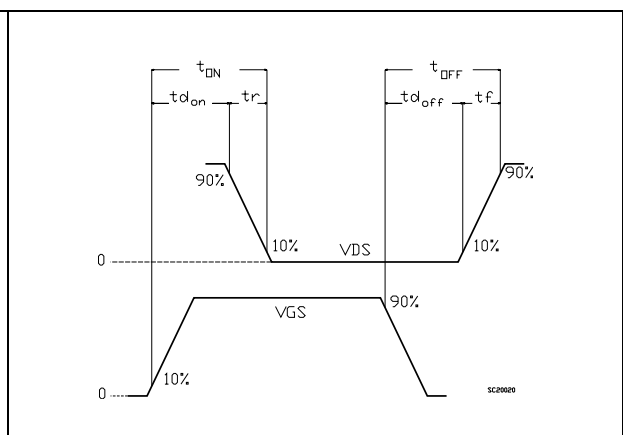 tON tOFF
tdon tr tdoff tf
90% 90%
10% 10%
0 VDS
VGS 90%
10%
0 SC20020